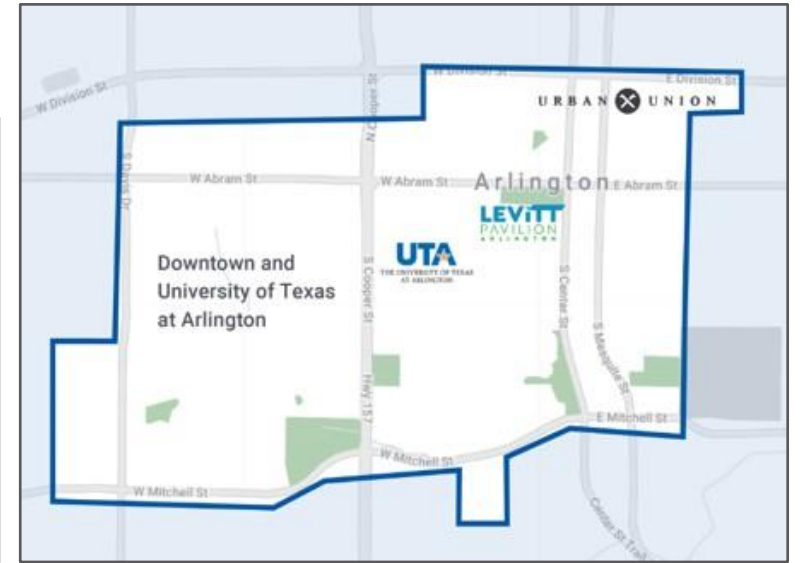 W Division St
E Division St
W Division St
URBAN UNION
N Cooper St
S Davis Dr
W Abram St
W Abram St
Arlington
E Abram St
LEVITT
PAVILION
ARLINGTON
UTA
THE UNIVERSITY OF TEXAS
AT ARLINGTON
Downtown and
University of Texas
at Arlington
S Cooper St
S Center St
S Mesquite St
Hwy 157
E Mitchell St
W Mitchell St
W Mitchell St
Center St Trail